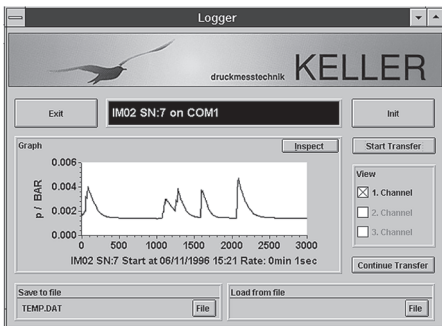 Logger
druckmesstechnik KELLER
Exit
IM02 SN:7 on COM1
Init
Graph
Inspect
Start Transfer
p / BAR
0.006
0.004
0.002
0.000
0 500 1000 1500 2000 2500 3000
IM02 SN:7 Start at 06/11/1996 15:21 Rate: 0min 1sec
View
1. Channel
2. Channel
3. Channel
Continue Transfer
Save to file
TEMP.DAT
File
Load from file
File